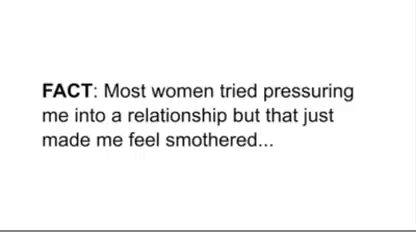 FACT: Most women tried pressuring
me into a relationship but that just
made me feel smothered...